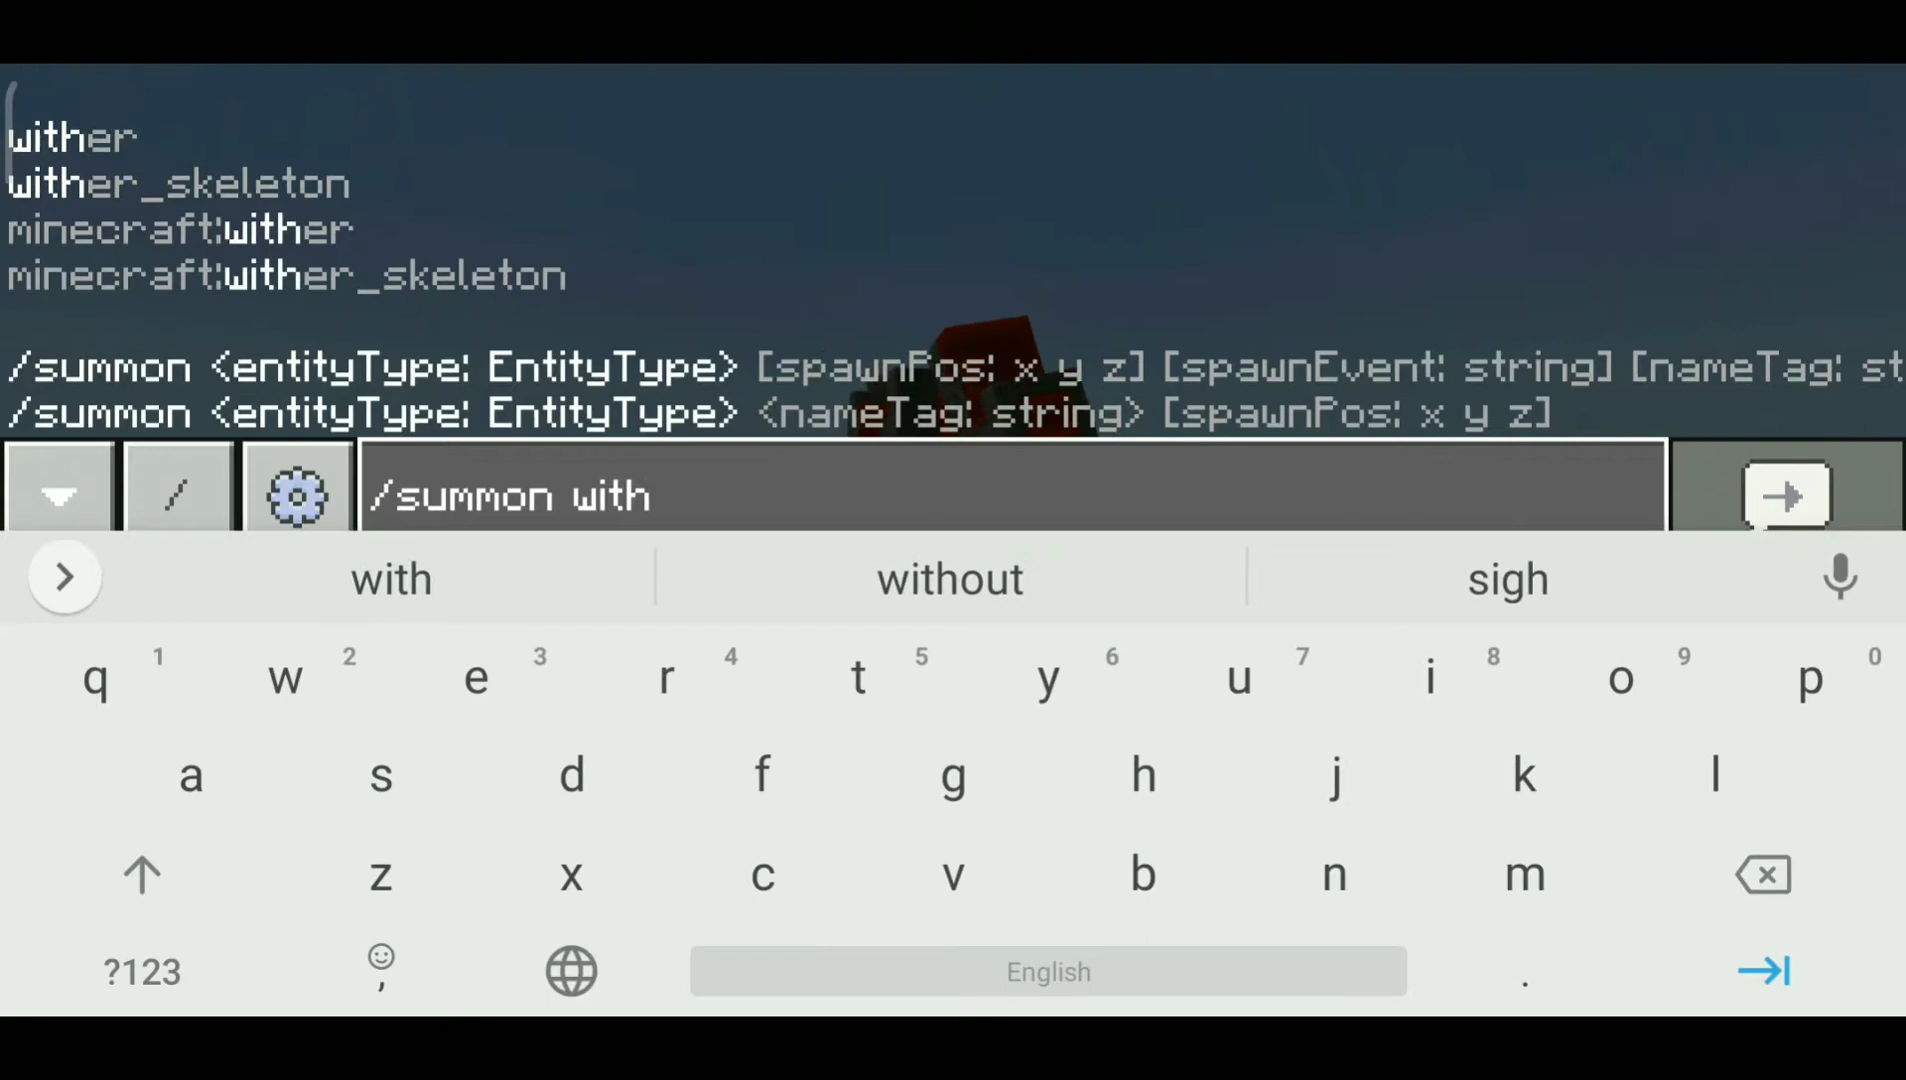 wither
wither_skeleton
minecraft:wither
minecraft:wither_skeleton
/summon <entityType: EntityType> [spawnPos: x y z] [spawnEvent: string] [nameTag: st
/summon <entityType: EntityType> <nameTag: string> [spawnPos: x y z]
/ /summon with
with without sigh
q 1 w 2 e 3 r 4 t 5 y 6 u 7 i 8 o 9 p 0
a s d f g h j k l
z x c v b n m
?123 , English .